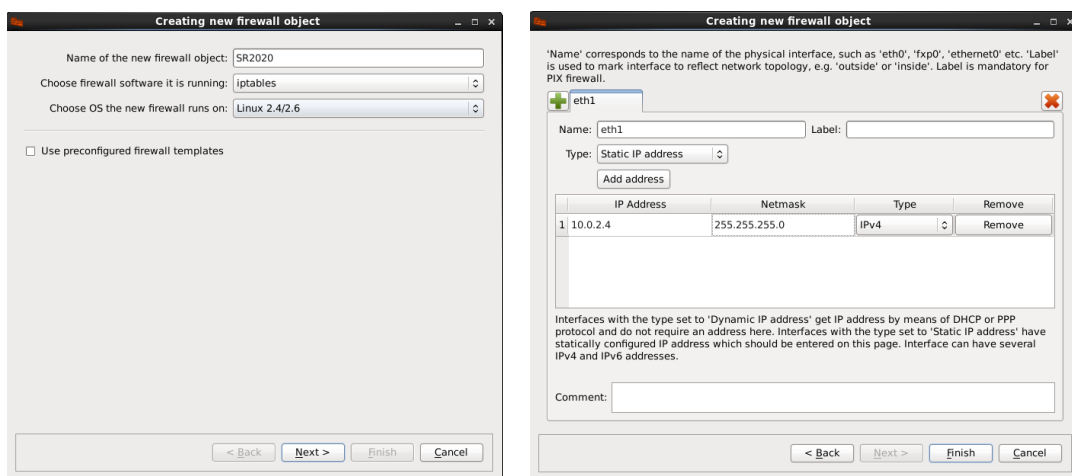 Creating new firewall object
Name of the new firewall object: SR2020
Choose firewall software it is running: iptables
Choose OS the new firewall runs on: Linux 2.4/2.6
Use preconfigured firewall templates
< Back Next > Finish Cancel
Creating new firewall object
'Name' corresponds to the name of the physical interface, such as 'eth0', 'fxp0', 'ethernet0' etc. 'Label'
is used to mark interface to reflect network topology, e.g. 'outside' or 'inside'. Label is mandatory for
PIX firewall.
eth1
Name: eth1 Label:
Type: Static IP address
Add address
IP Address Netmask Type Remove
1 10.0.2.4 255.255.255.0 IPv4 Remove
Interfaces with the type set to 'Dynamic IP address' get IP address by means of DHCP or PPP
protocol and do not require an address here. Interfaces with the type set to 'Static IP address' have
statically configured IP address which should be entered on this page. Interface can have several
IPv4 and IPv6 addresses.
Comment:
< Back Next > Finish Cancel